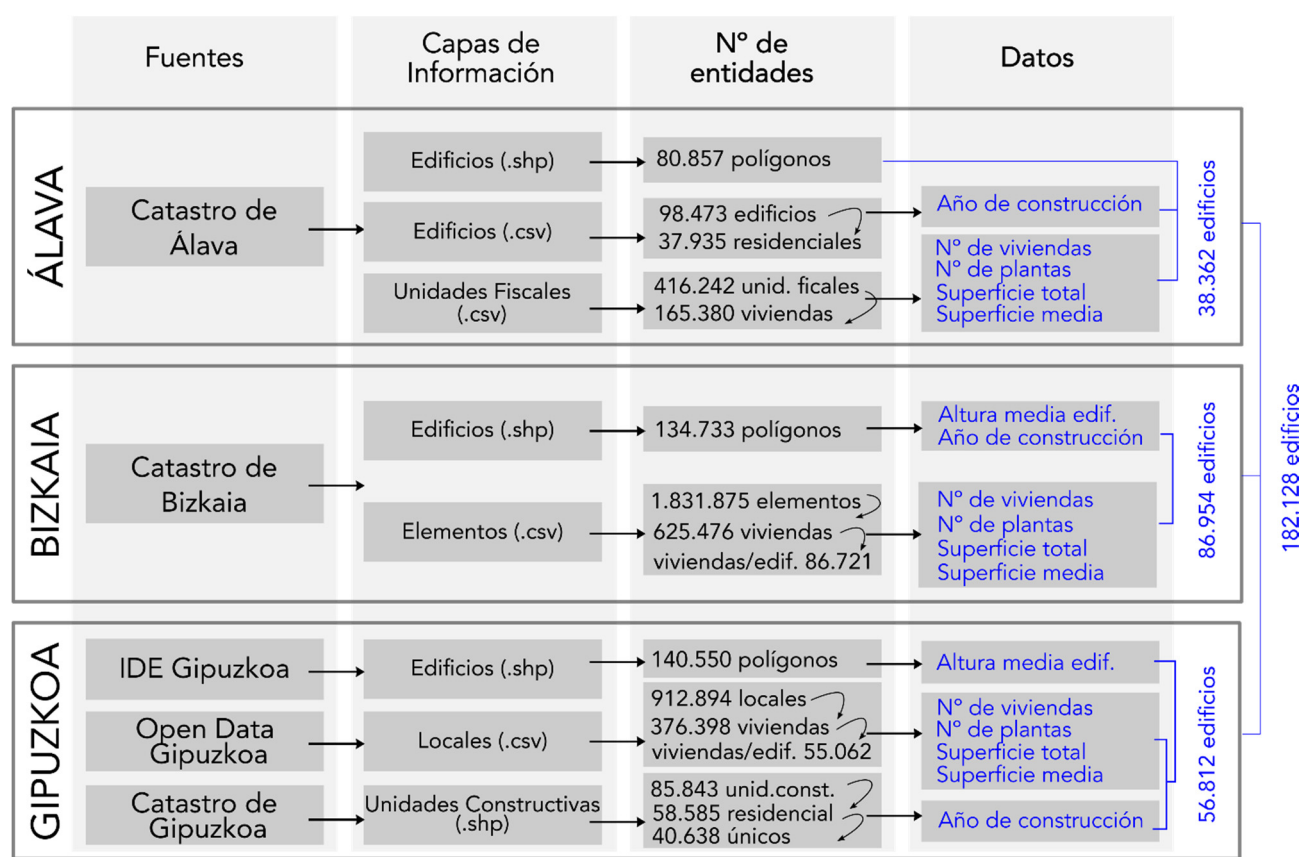 Fuentes
Capas de
Información
Nº de
entidades
Datos
ÁLAVA
Catastro de
Álava
Edificios (.shp)
80.857 polígonos
Edificios (.csv)
98.473 edificios
37.935 residenciales
Año de construcción
Unidades Fiscales
(.csv)
416.242 unid. ficales
165.380 viviendas
Nº de viviendas
Nº de plantas
Superficie total
Superficie media
38.362 edificios
BIZKAIA
Catastro de
Bizkaia
Edificios (.shp)
134.733 polígonos
Altura media edif.
Año de construcción
Elementos (.csv)
1.831.875 elementos
625.476 viviendas
viviendas/edif. 86.721
Nº de viviendas
Nº de plantas
Superficie total
Superficie media
86.954 edificios
GIPUZKOA
IDE Gipuzkoa
Edificios (.shp)
140.550 polígonos
Altura media edif.
Open Data
Gipuzkoa
Locales (.csv)
912.894 locales
376.398 viviendas
viviendas/edif. 55.062
Nº de viviendas
Nº de plantas
Superficie total
Superficie media
Catastro de
Gipuzkoa
Unidades Constructivas
(.shp)
85.843 unid.const.
58.585 residencial
40.638 únicos
Año de construcción
56.812 edificios
182.128 edificios